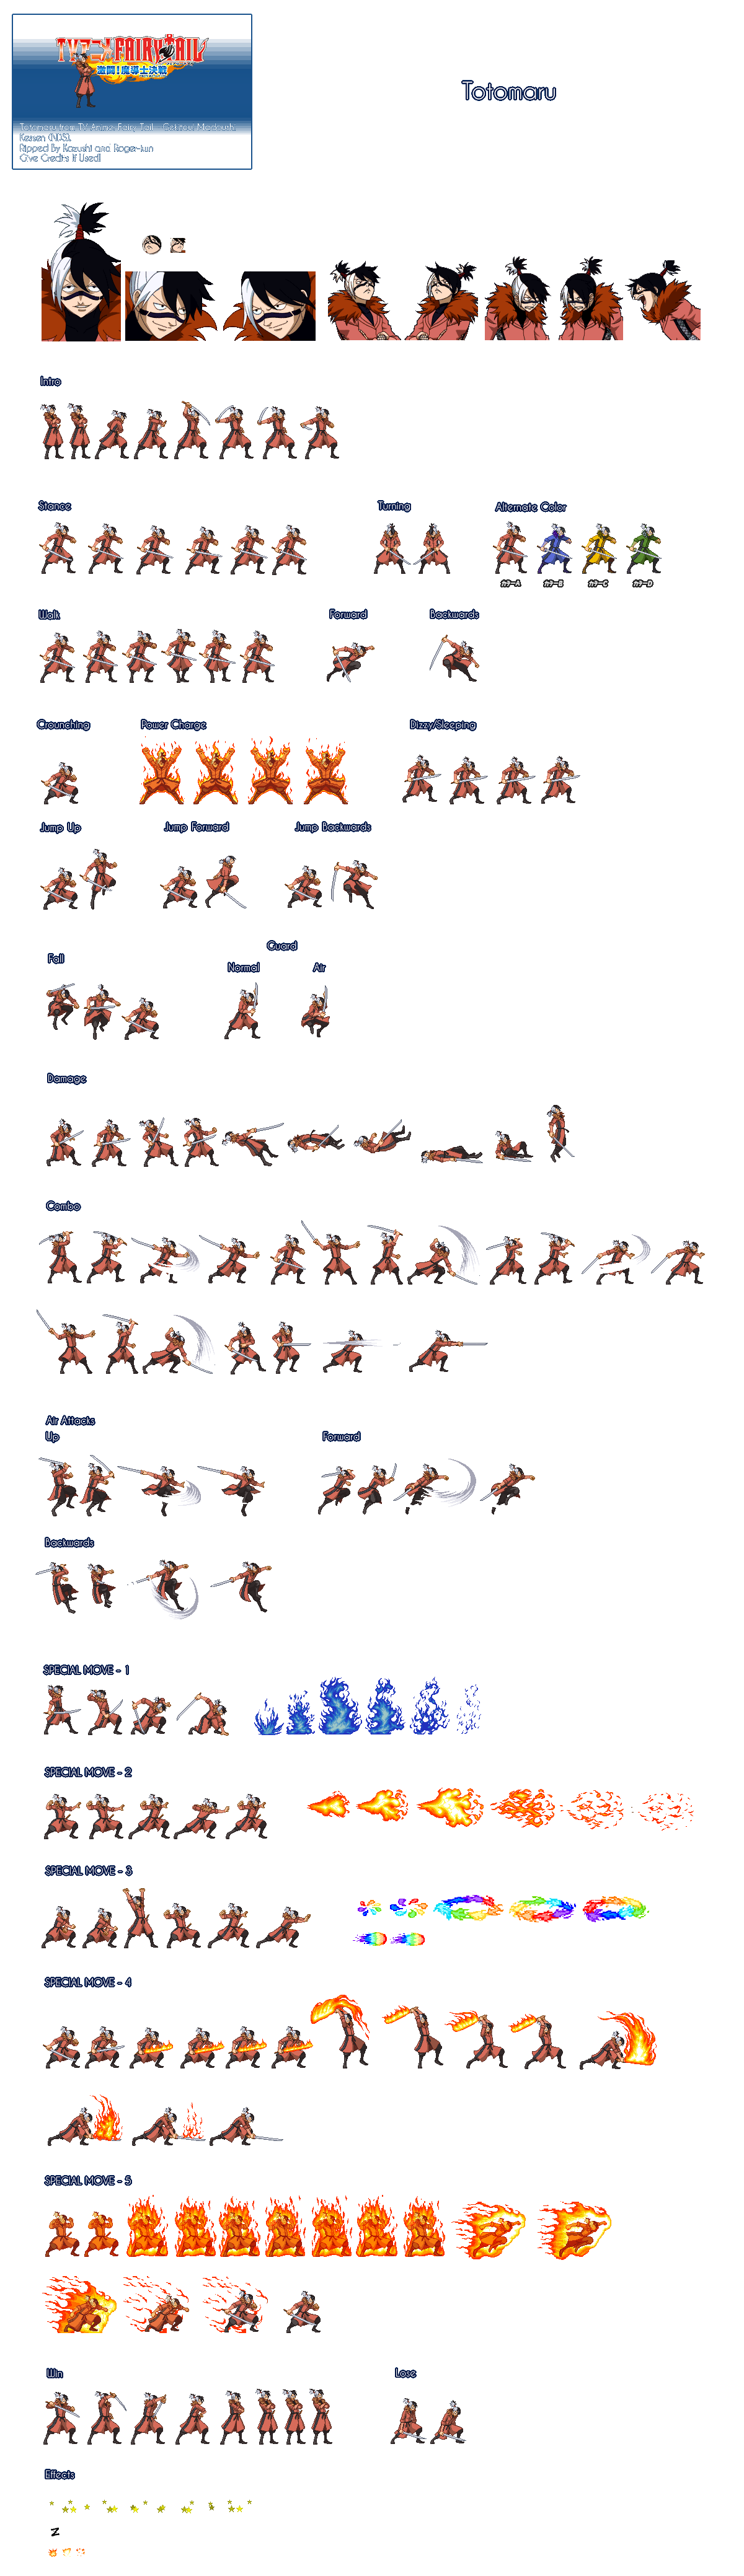 TVアニメ FAIRY TAIL
激闘!魔導士決戦
Totomaru
Totomaru from TV Anime: Fairy Tail - Gekitou! Madoushi
Kessen (NDS).
Ripped By Kazushi and Roger-kun
Give Credits If Used!
Intro
Stance
Turning
Alternate Color
カラーA
カラーB
カラーC
カラーD
Walk
Forward
Backwards
Crounching
Power Charge
Dizzy/Sleeping
Jump Up
Jump Forward
Jump Backwards
Fall
Guard
Normal
Air
Damage
Combo
Air Attacks
Up
Forward
Backwards
SPECIAL MOVE - 1
SPECIAL MOVE - 2
SPECIAL MOVE - 3
SPECIAL MOVE - 4
SPECIAL MOVE - 5
Win
Lose
Effects
Z